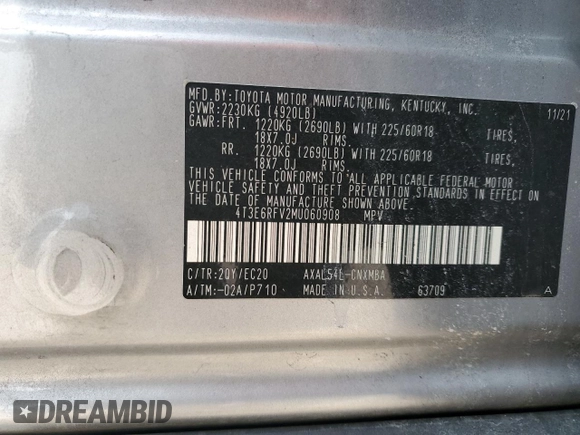 MFD.BY:TOYOTA MOTOR MANUFACTURING, KENTUCKY, INC. 11/21
GVWR:2230KG (4920LB)
GAWR:FRT. 1220KG (2690LB) WITH 225/60R18 TIRES,
18X7.0J RIMS.
RR. 1220KG (2690LB) WITH 225/60R18 TIRES,
18X7.0J RIMS.
THIS VEHICLE CONFORMS TO ALL APPLICABLE FEDERAL MOTOR
VEHICLE SAFETY AND THEFT PREVENTION STANDARDS IN EFFECT
ON THE DATE OF MANUFACTURE SHOWN ABOVE.
4T3E6RFV2MU060908 MPV
C/TR:2QY/EC20 AXAL54L-CNXMBA
A/TM:-02A/P710 MADE IN U.S.A. 63709 A
DREAMBID